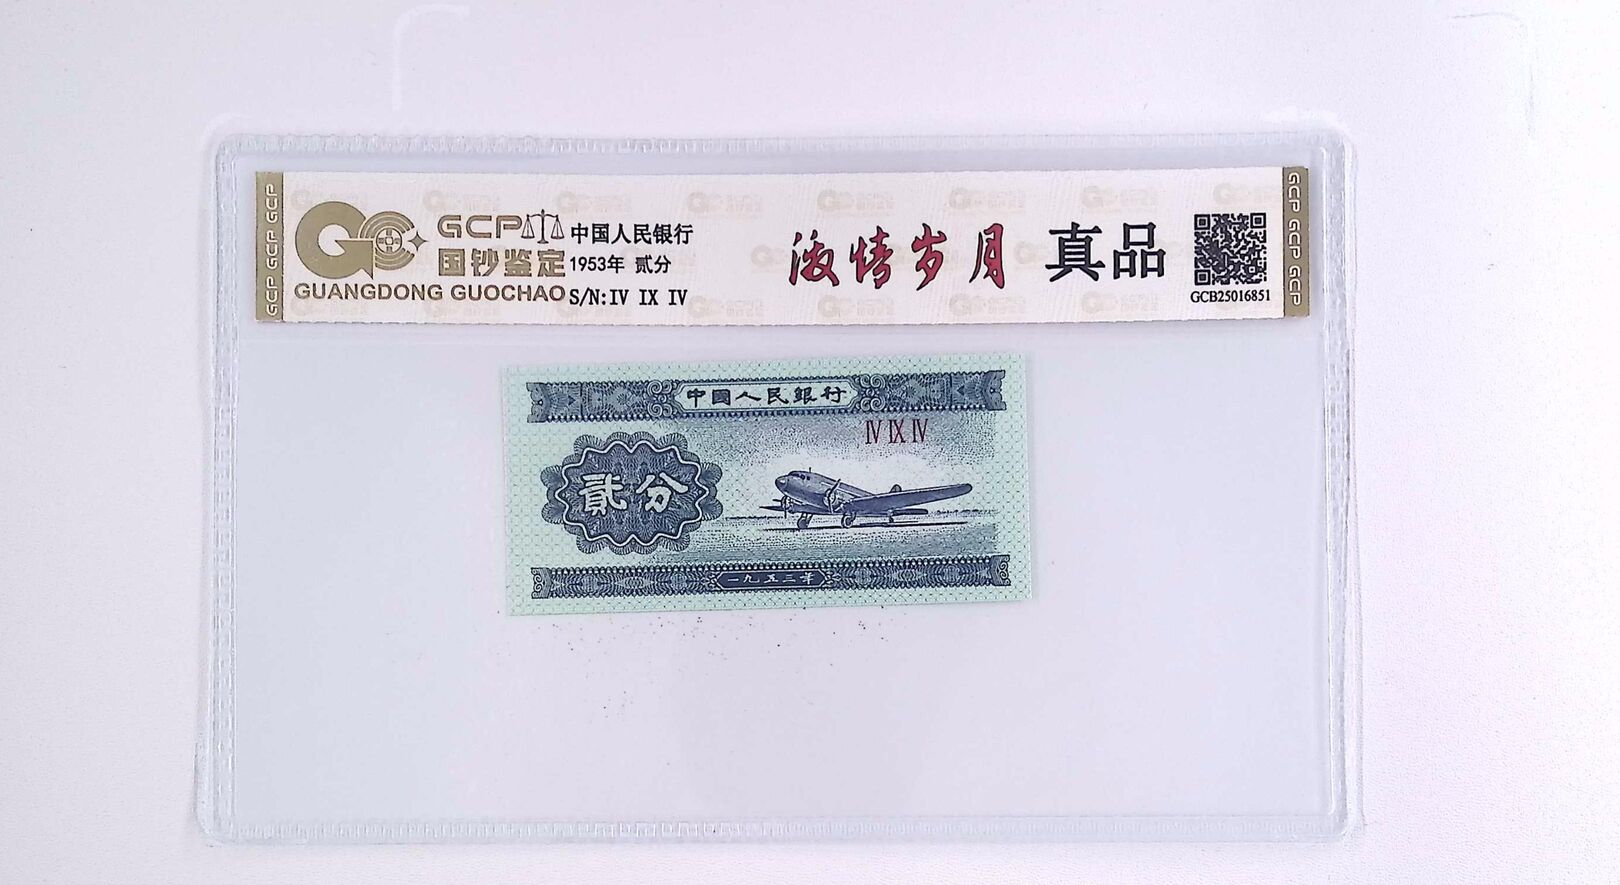 GCP
国钞鉴定
GUANGDONG GUOCHAO
中国人民银行
1953年 贰分
S/N:IV IX IV
激情岁月
真品
GCB25016851
GCP GCP GCP
GCP GCP GCP
中國人民銀行
IV IX IV
貳分
一九五三年